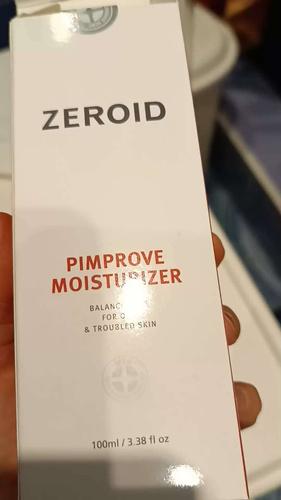 ZEROID
PIMPROVE
MOISTURIZER
BALANC
FOR O
& TROUBLED SKIN
100ml / 3.38 fl oz